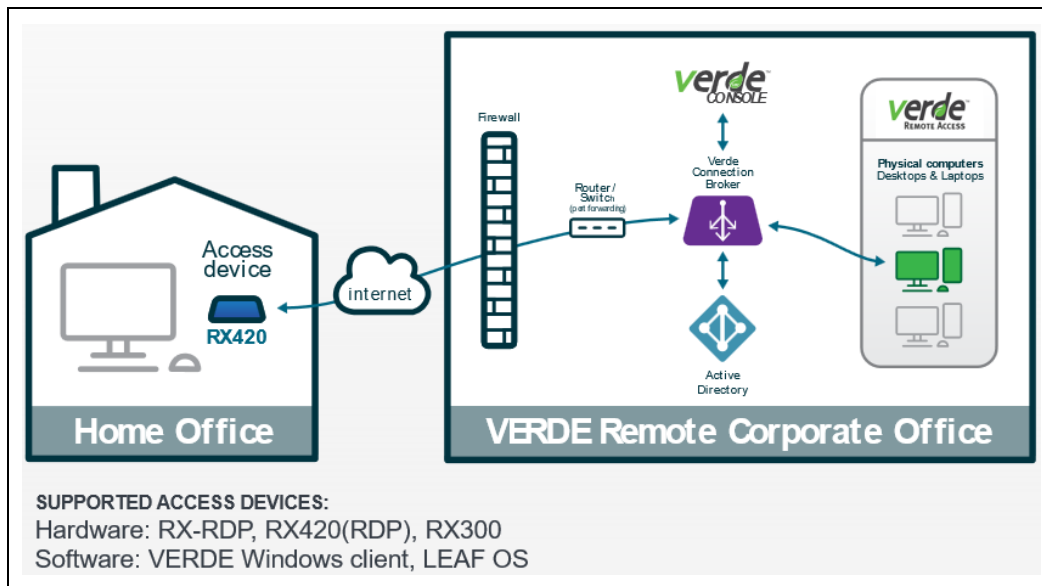 verde™
CONSOLE
verde™
REMOTE ACCESS
Firewall
Verde
Connection
Broker
Physical computers
Desktops & Laptops
Router/
Switch
(port forwarding)
Access
device
internet
RX420
Active
Directory
Home Office
VERDE Remote Corporate Office
SUPPORTED ACCESS DEVICES:
Hardware: RX-RDP, RX420(RDP), RX300
Software: VERDE Windows client, LEAF OS